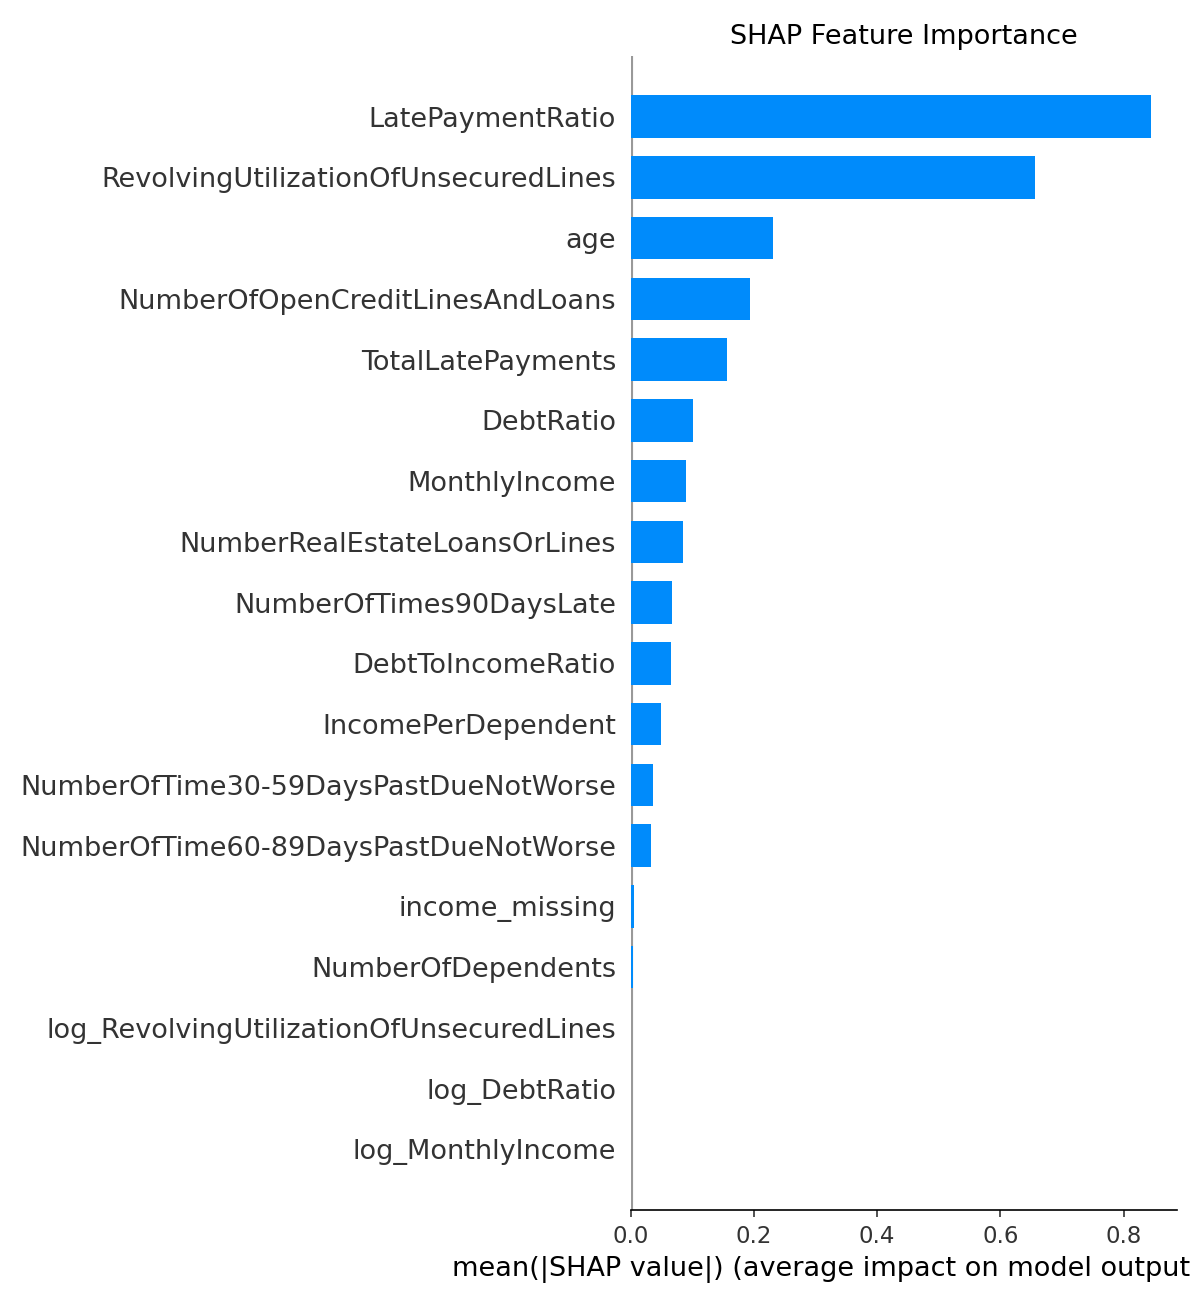 SHAP Feature Importance
LatePaymentRatio
RevolvingUtilizationOfUnsecuredLines
age
NumberOfOpenCreditLinesAndLoans
TotalLatePayments
DebtRatio
MonthlyIncome
NumberRealEstateLoansOrLines
NumberOfTimes90DaysLate
DebtToIncomeRatio
IncomePerDependent
NumberOfTime30-59DaysPastDueNotWorse
NumberOfTime60-89DaysPastDueNotWorse
income_missing
NumberOfDependents
log_RevolvingUtilizationOfUnsecuredLines
log_DebtRatio
log_MonthlyIncome
0.0 0.2 0.4 0.6 0.8
mean(|SHAP value|) (average impact on model output